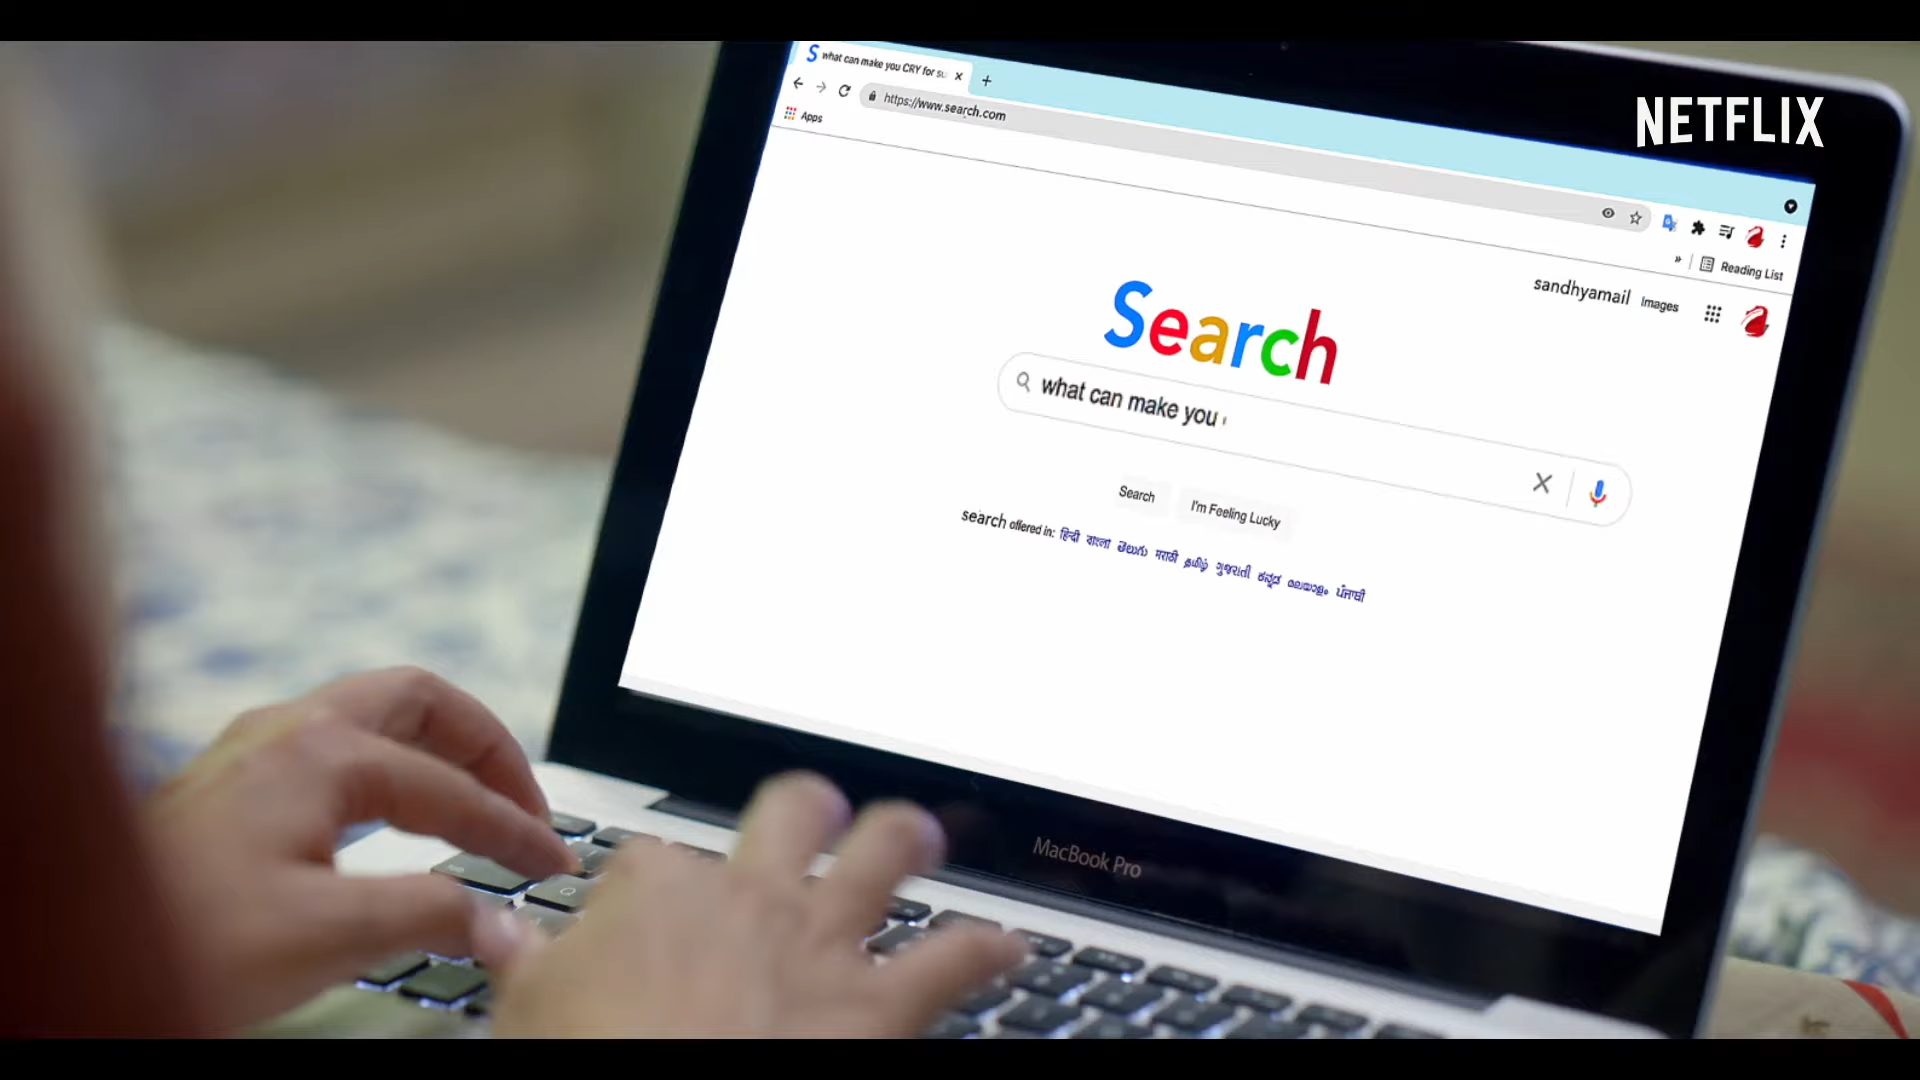 what can make you CRY for su
https://www.search.com
NETFLIX
Apps
Reading List
sandhyamail Images
Search
what can make you
Search I'm Feeling Lucky
search offered in: हिन्दी বাংলা తెలుగు मराठी தமிழ் ગુજરાતી ಕನ್ನಡ മലയാളം ਪੰਜਾਬੀ
MacBook Pro
Q